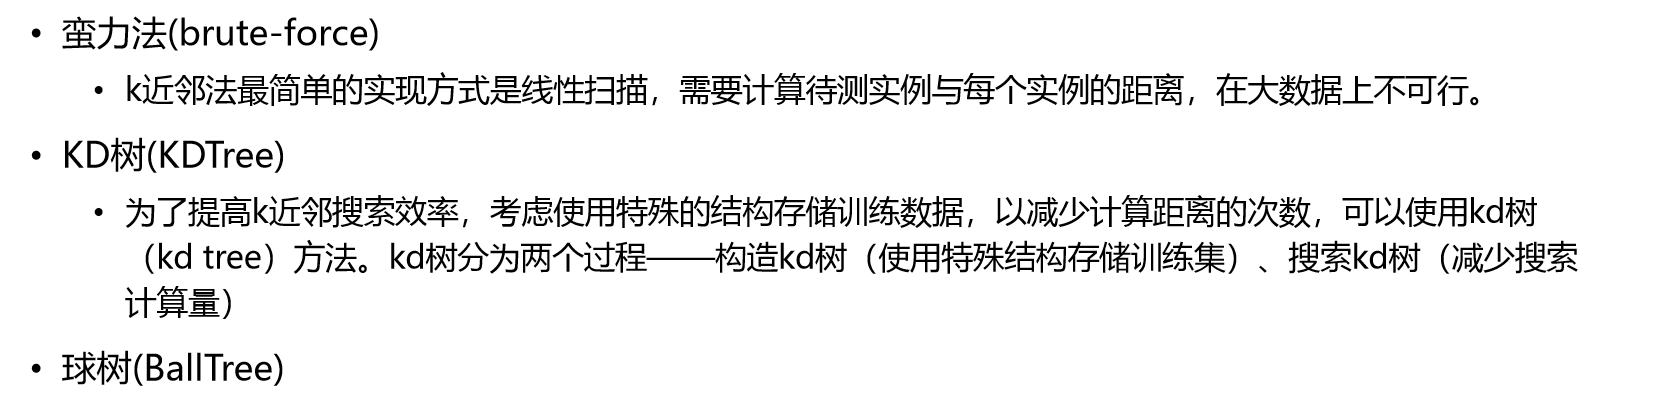 • 蛮力法(brute-force)
• k近邻法最简单的实现方式是线性扫描，需要计算待测实例与每个实例的距离，在大数据上不可行。
• KD树(KDTree)
• 为了提高k近邻搜索效率，考虑使用特殊的结构存储训练数据，以减少计算距离的次数，可以使用kd树
（kd tree）方法。kd树分为两个过程——构造kd树（使用特殊结构存储训练集）、搜索kd树（减少搜索
计算量）
• 球树(BallTree)